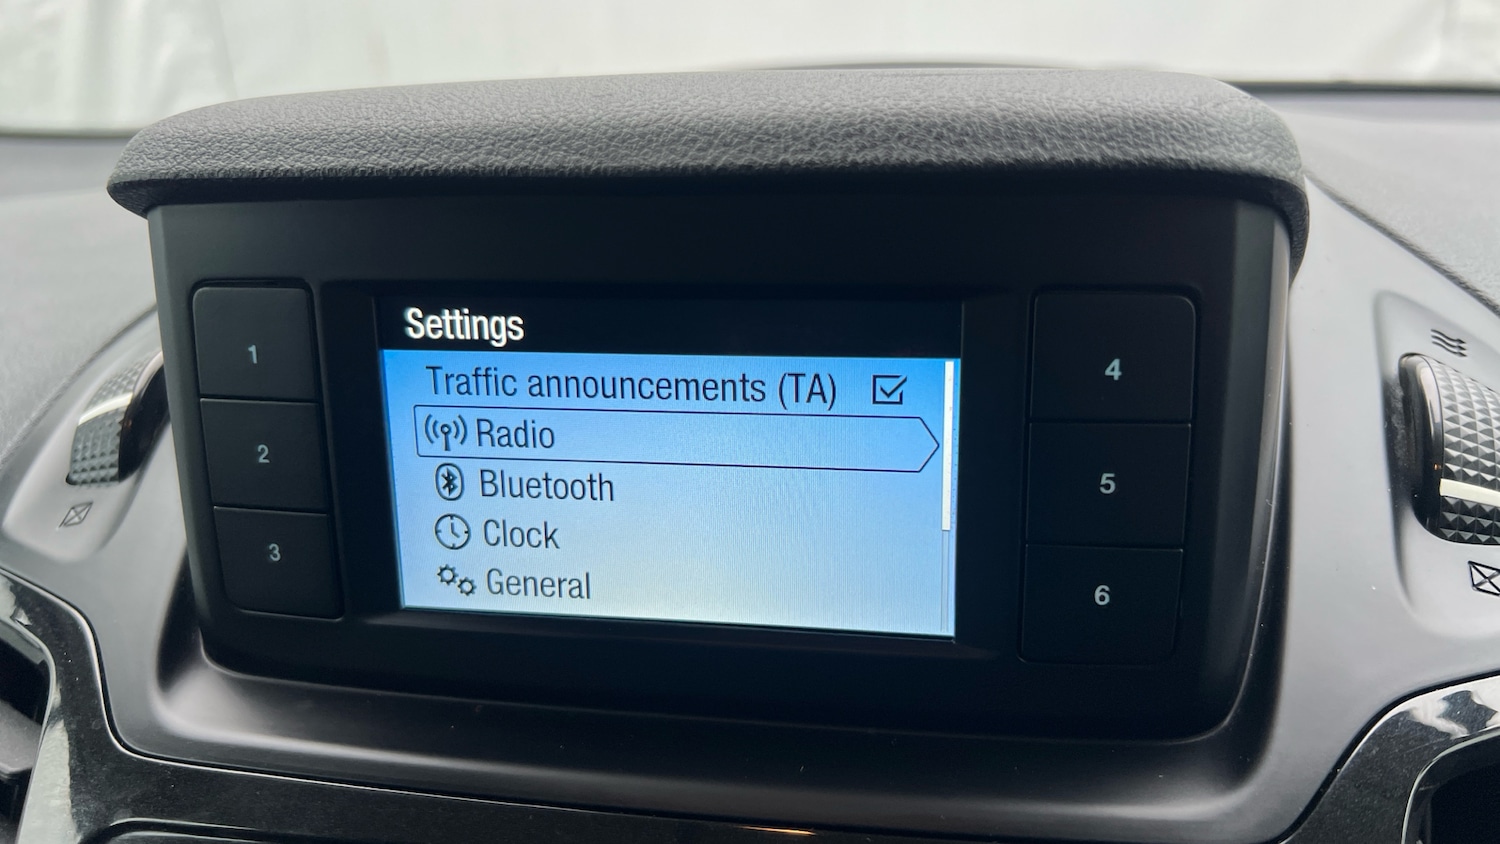 Settings
Traffic announcements (TA)
Radio
Bluetooth
Clock
General
1
2
3
4
5
6